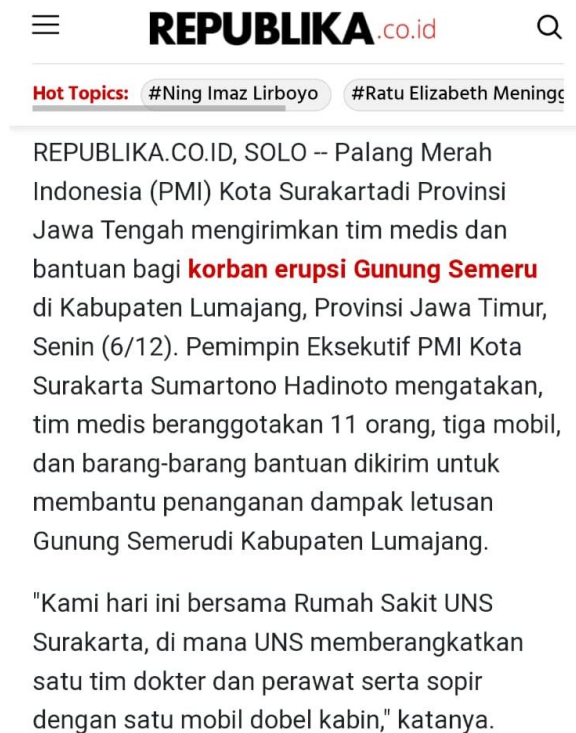 REPUBLIKA.co.id
Hot Topics: #Ning Imaz Lirboyo #Ratu Elizabeth Meningg
REPUBLIKA.CO.ID, SOLO -- Palang Merah
Indonesia (PMI) Kota Surakartadi Provinsi
Jawa Tengah mengirimkan tim medis dan
bantuan bagi korban erupsi Gunung Semeru
di Kabupaten Lumajang, Provinsi Jawa Timur,
Senin (6/12). Pemimpin Eksekutif PMI Kota
Surakarta Sumartono Hadinoto mengatakan,
tim medis beranggotakan 11 orang, tiga mobil,
dan barang-barang bantuan dikirim untuk
membantu penanganan dampak letusan
Gunung Semerudi Kabupaten Lumajang.
"Kami hari ini bersama Rumah Sakit UNS
Surakarta, di mana UNS memberangkatkan
satu tim dokter dan perawat serta sopir
dengan satu mobil dobel kabin," katanya.